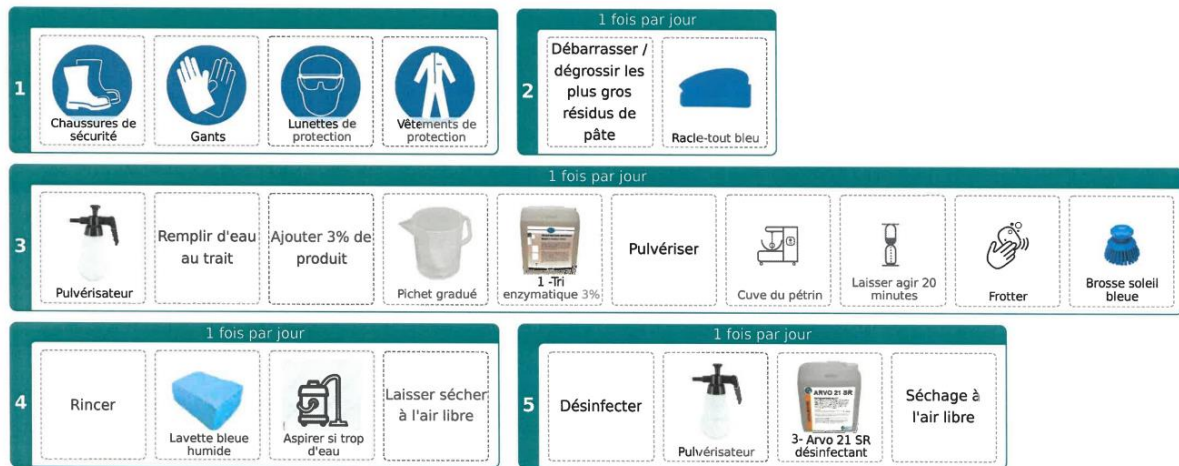 1
Chaussures de
sécurité
Gants
Lunettes de
protection
Vêtements de
protection
1 fois par jour
2
Débarrasser /
dégrossir les
plus gros
résidus de
pâte
Racle-tout bleu
1 fois par jour
3
Pulvérisateur
Remplir d'eau
au trait
Ajouter 3% de
produit
Pichet gradué
1 -Tri
enzymatique 3%
Pulvériser
Cuve du pétrin
Laisser agir 20
minutes
Frotter
Brosse soleil
bleue
1 fois par jour
4
Rincer
Lavette bleue
humide
Aspirer si trop
d'eau
Laisser sécher
à l'air libre
1 fois par jour
5
Désinfecter
Pulvérisateur
ARVO 21 SR
3- Arvo 21 SR
désinfectant
Séchage à
l'air libre